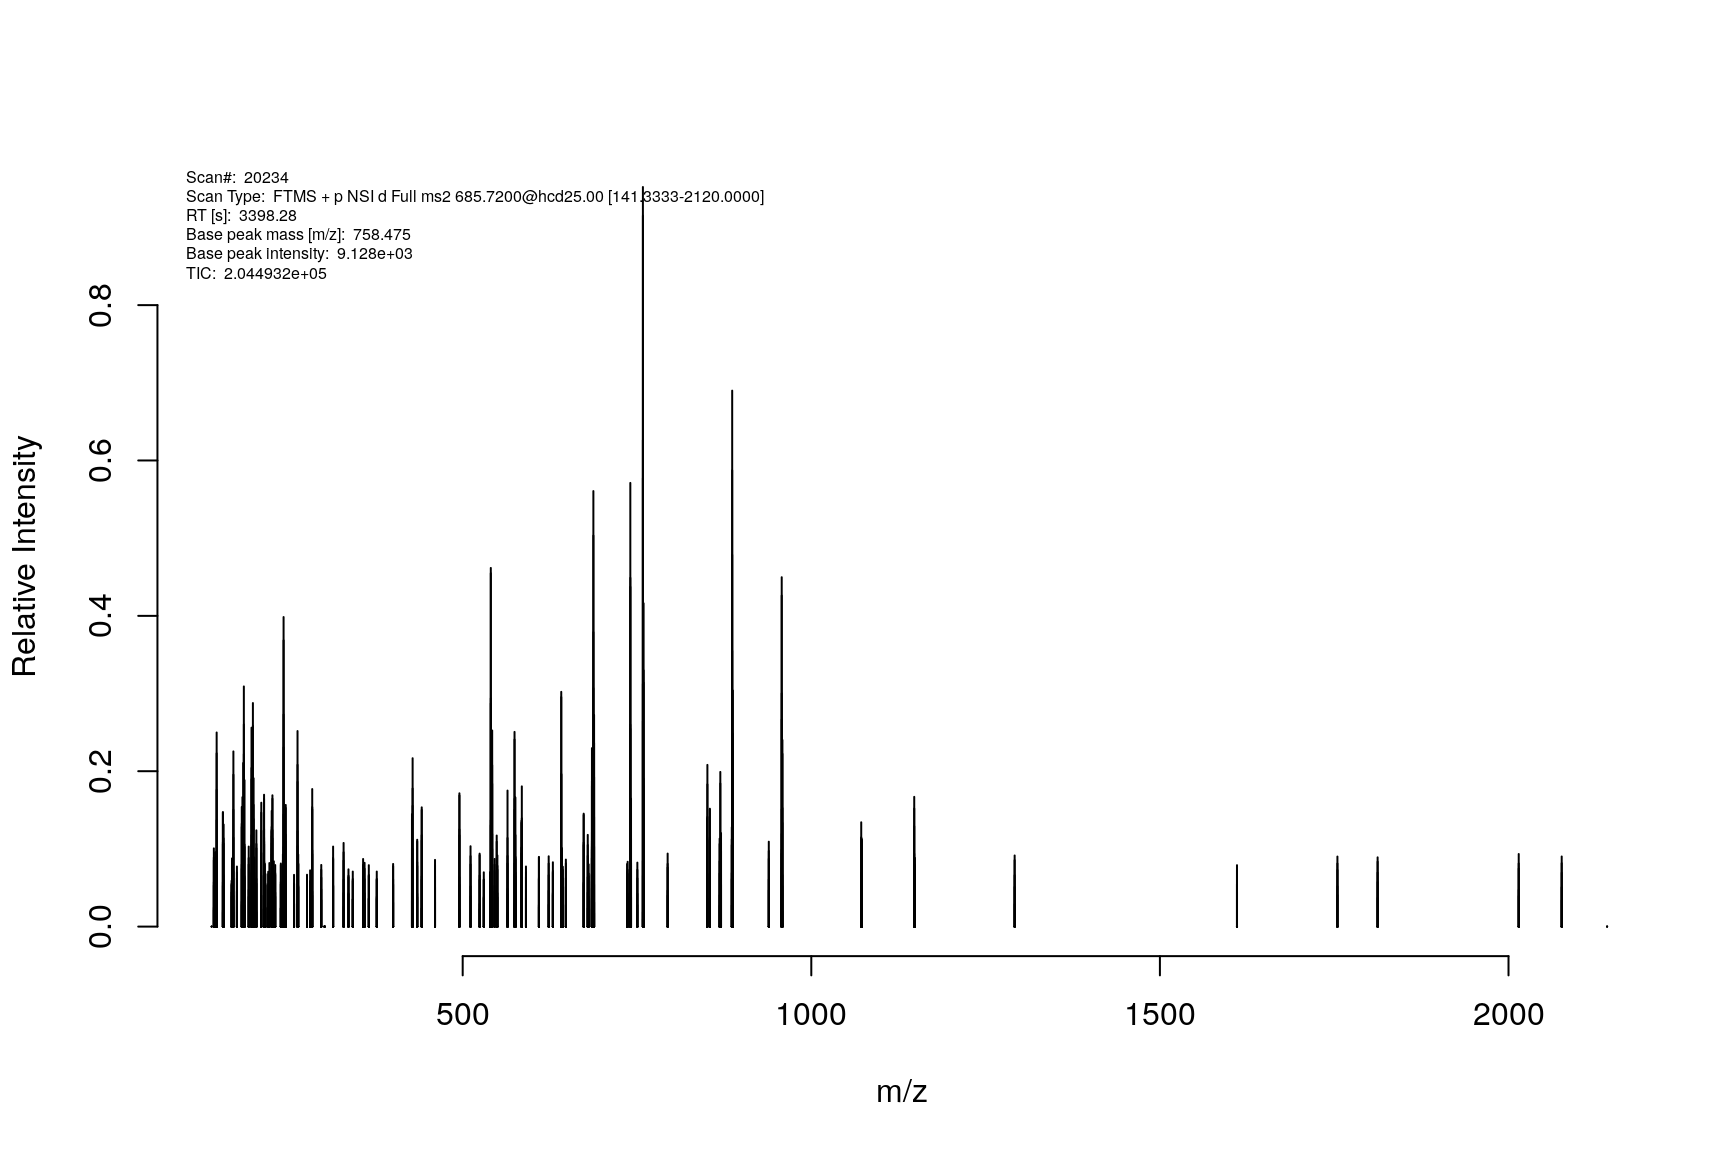 Scan#: 20234
Scan Type: FTMS + p NSI d Full ms2 685.7200@hcd25.00 [141.3333-2120.0000]
RT [s]: 3398.28
Base peak mass [m/z]: 758.475
Base peak intensity: 9.128e+03
TIC: 2.044932e+05
0.8
0.6
0.4
0.2
0.0
Relative Intensity
500 1000 1500 2000
m/z